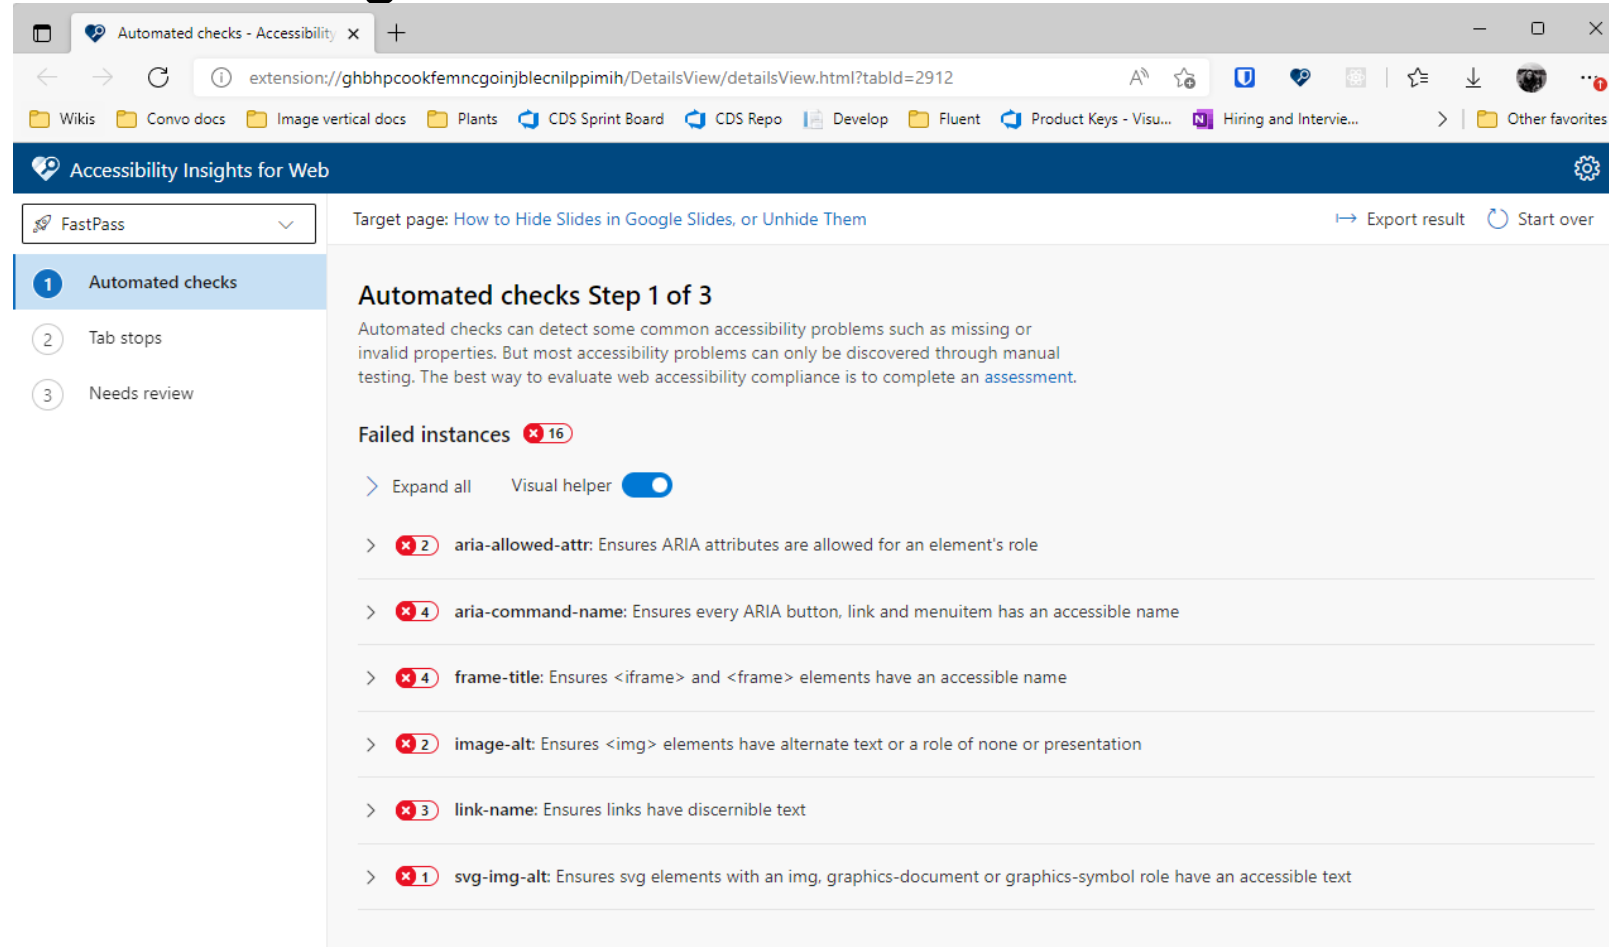 Automated checks - Accessibility
extension://ghbhpcookfemncgoinjblecnilppimih/DetailsView/detailsView.html?tabId=2912
Wikis Convo docs Image vertical docs Plants CDS Sprint Board CDS Repo Develop Fluent Product Keys - Visu... Hiring and Intervie... Other favorites
Accessibility Insights for Web
FastPass
Target page: How to Hide Slides in Google Slides, or Unhide Them Export result Start over
1 Automated checks
2 Tab stops
3 Needs review
Automated checks Step 1 of 3
Automated checks can detect some common accessibility problems such as missing or
invalid properties. But most accessibility problems can only be discovered through manual
testing. The best way to evaluate web accessibility compliance is to complete an assessment.
Failed instances 16
Expand all Visual helper
2 aria-allowed-attr: Ensures ARIA attributes are allowed for an element's role
4 aria-command-name: Ensures every ARIA button, link and menuitem has an accessible name
4 frame-title: Ensures <iframe> and <frame> elements have an accessible name
2 image-alt: Ensures <img> elements have alternate text or a role of none or presentation
3 link-name: Ensures links have discernible text
1 svg-img-alt: Ensures svg elements with an img, graphics-document or graphics-symbol role have an accessible text